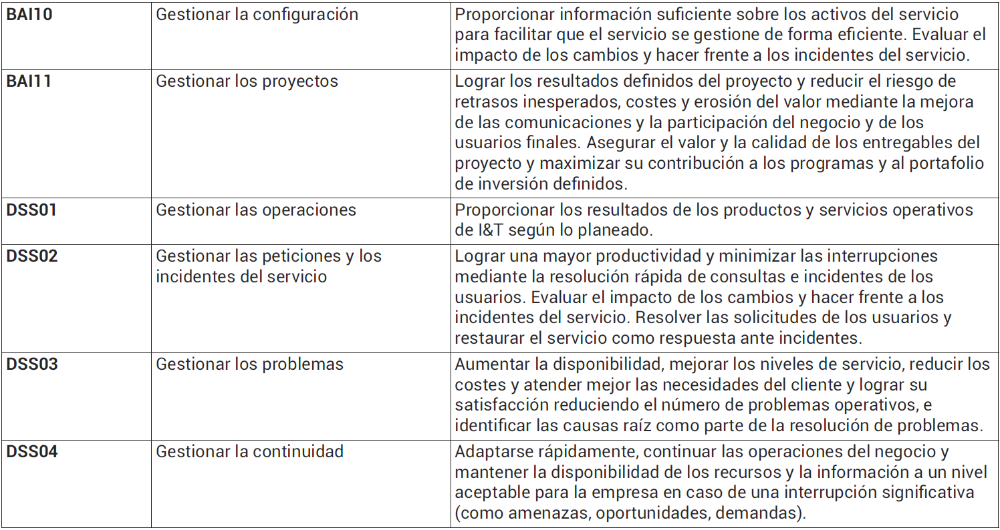 BAI10 Gestionar la configuración Proporcionar información suficiente sobre los activos del servicio
para facilitar que el servicio se gestione de forma eficiente. Evaluar el
impacto de los cambios y hacer frente a los incidentes del servicio.
BAI11 Gestionar los proyectos Lograr los resultados definidos del proyecto y reducir el riesgo de
retrasos inesperados, costes y erosión del valor mediante la mejora
de las comunicaciones y la participación del negocio y de los
usuarios finales. Asegurar el valor y la calidad de los entregables del
proyecto y maximizar su contribución a los programas y al portafolio
de inversión definidos.
DSS01 Gestionar las operaciones Proporcionar los resultados de los productos y servicios operativos
de I&T según lo planeado.
DSS02 Gestionar las peticiones y los Lograr una mayor productividad y minimizar las interrupciones
incidentes del servicio mediante la resolución rápida de consultas e incidentes de los
usuarios. Evaluar el impacto de los cambios y hacer frente a los
incidentes del servicio. Resolver las solicitudes de los usuarios y
restaurar el servicio como respuesta ante incidentes.
DSS03 Gestionar los problemas Aumentar la disponibilidad, mejorar los niveles de servicio, reducir los
costes y atender mejor las necesidades del cliente y lograr su
satisfacción reduciendo el número de problemas operativos, e
identificar las causas raíz como parte de la resolución de problemas.
DSS04 Gestionar la continuidad Adaptarse rápidamente, continuar las operaciones del negocio y
mantener la disponibilidad de los recursos y la información a un nivel
aceptable para la empresa en caso de una interrupción significativa
(como amenazas, oportunidades, demandas).